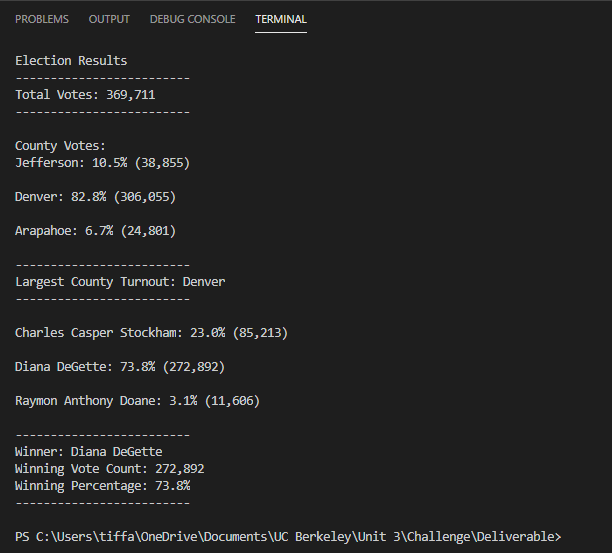 PROBLEMS OUTPUT DEBUG CONSOLE TERMINAL
Election Results
-------------------------
Total Votes: 369,711
-------------------------
County Votes:
Jefferson: 10.5% (38,855)
Denver: 82.8% (306,055)
Arapahoe: 6.7% (24,801)
-------------------------
Largest County Turnout: Denver
-------------------------
Charles Casper Stockham: 23.0% (85,213)
Diana DeGette: 73.8% (272,892)
Raymon Anthony Doane: 3.1% (11,606)
-------------------------
Winner: Diana DeGette
Winning Vote Count: 272,892
Winning Percentage: 73.8%
-------------------------
PS C:\Users\tiffa\OneDrive\Documents\UC Berkeley\Unit 3\Challenge\Deliverable>